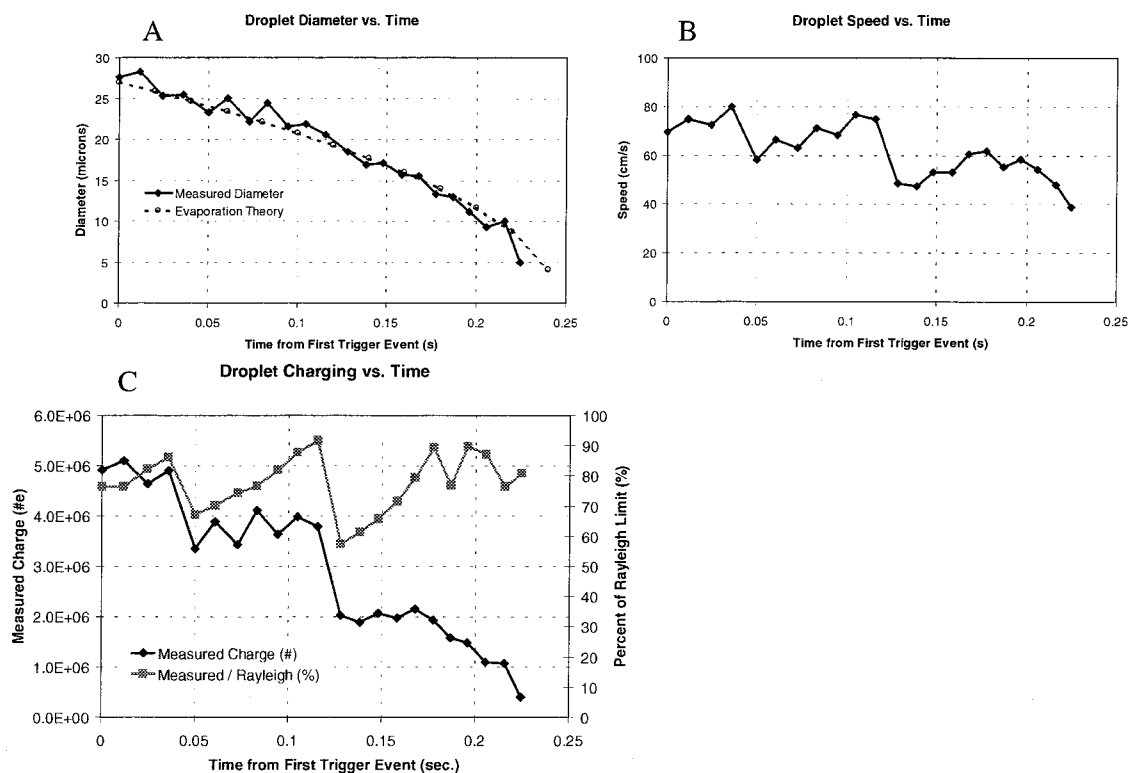 A
Droplet Diameter vs. Time
30
25
20
15
10
5
0
Diameter (microns)
Measured Diameter
Evaporation Theory
0
0.05
0.1
0.15
0.2
0.25
Time from First Trigger Event (s)
B
Droplet Speed vs. Time
100
80
60
40
20
0
Speed (cm/s)
0
0.05
0.1
0.15
0.2
0.25
Time from First Trigger Event (s)
C
Droplet Charging vs. Time
6.0E+06
5.0E+06
4.0E+06
3.0E+06
2.0E+06
1.0E+06
0.0E+00
Measured Charge (#e)
Measured Charge (#)
Measured / Rayleigh (%)
100
90
80
70
60
50
40
30
20
10
0
Percent of Rayleigh Limit (%)
0
0.05
0.1
0.15
0.2
0.25
Time from First Trigger Event (sec.)